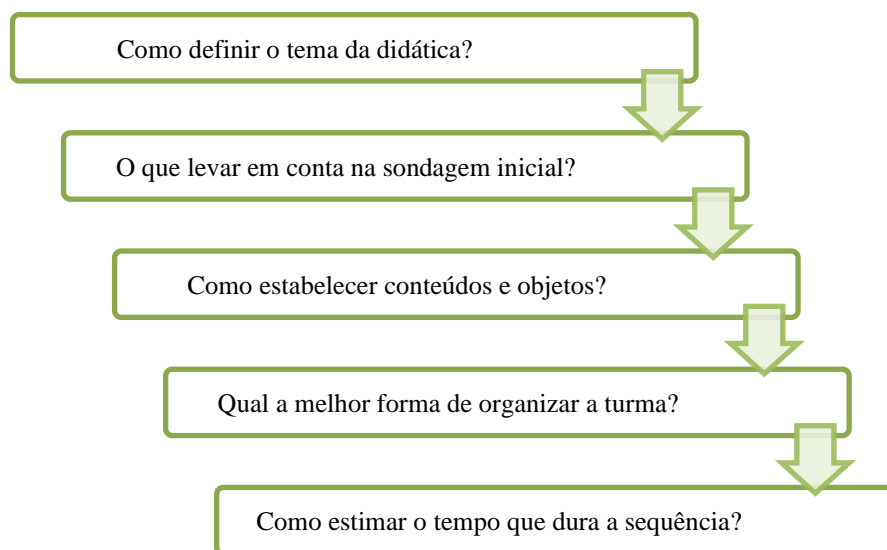 Como definir o tema da didática?
O que levar em conta na sondagem inicial?
Como estabelecer conteúdos e objetos?
Qual a melhor forma de organizar a turma?
Como estimar o tempo que dura a sequência?